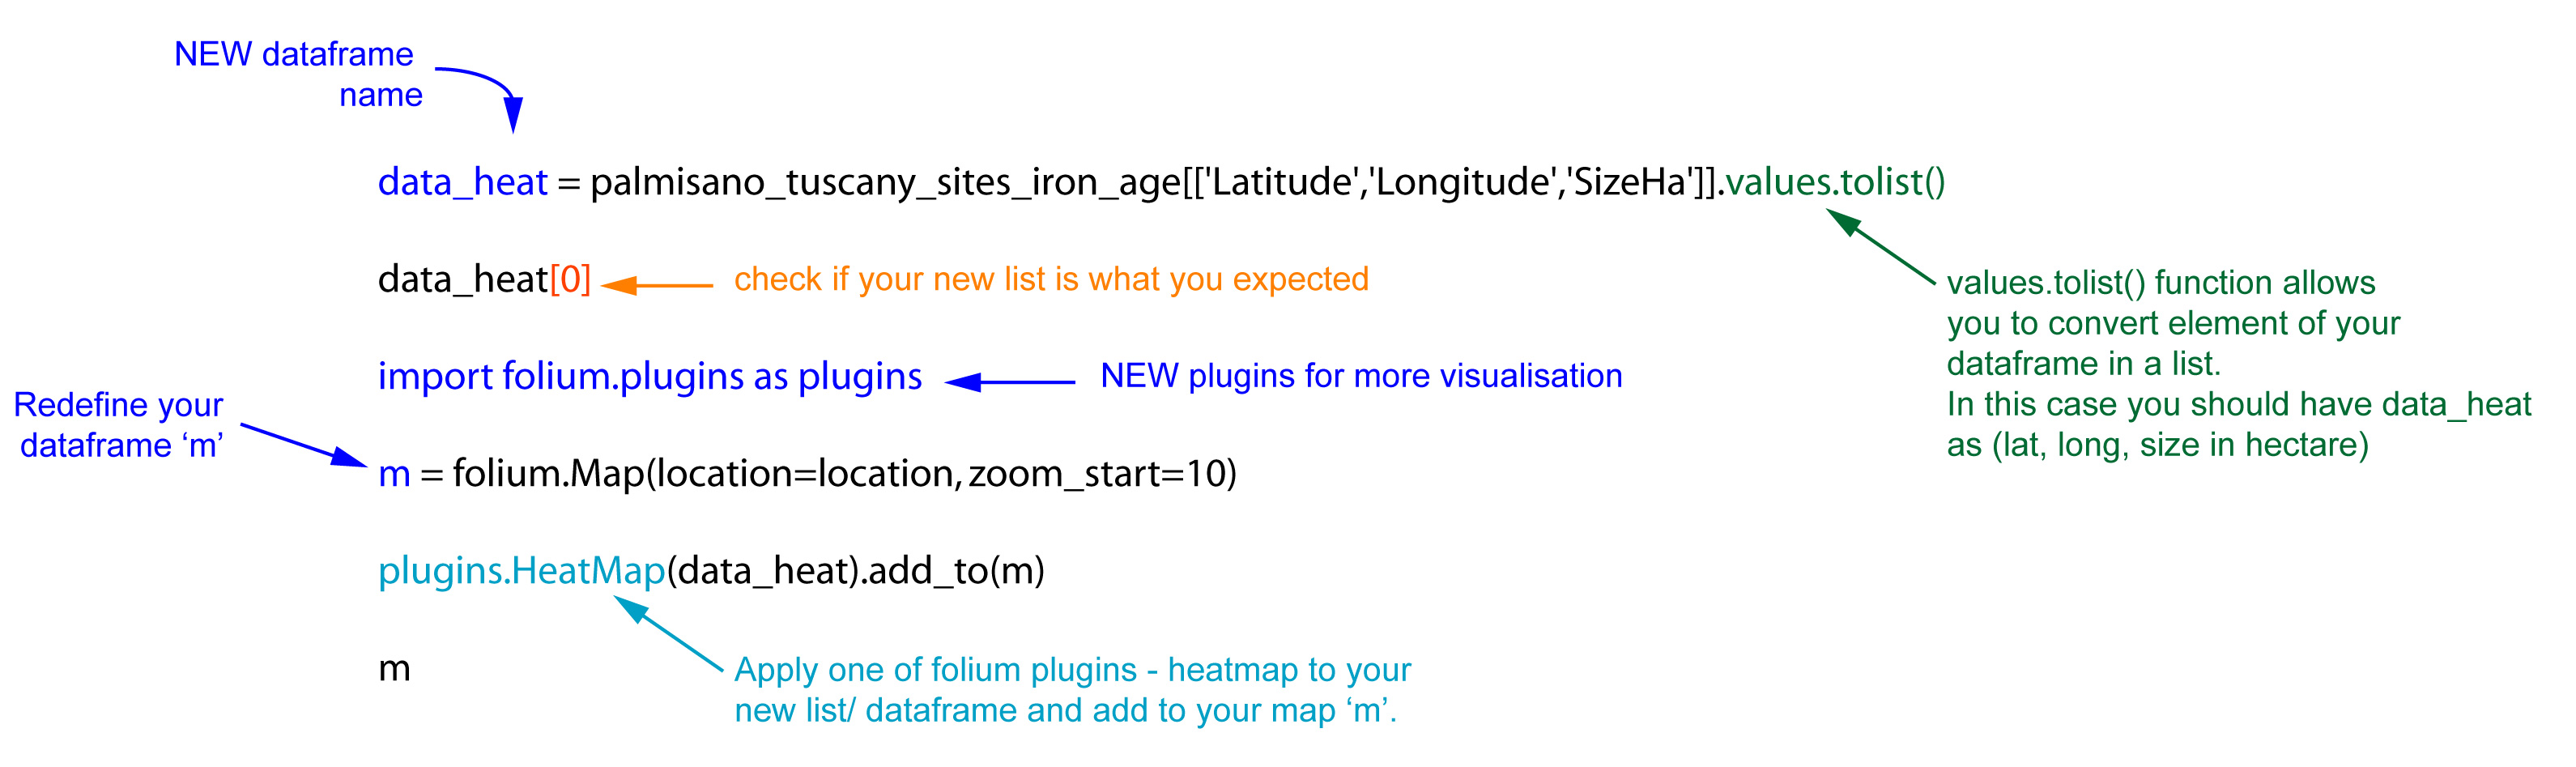 NEW dataframe
name
data_heat = palmisano_tuscany_sites_iron_age[['Latitude','Longitude','SizeHa']].values.tolist()
data_heat[0]
check if your new list is what you expected
values.tolist() function allows
you to convert element of your
dataframe in a list.
In this case you should have data_heat
as (lat, long, size in hectare)
import folium.plugins as plugins
NEW plugins for more visualisation
Redefine your
dataframe ‘m’
m = folium.Map(location=location, zoom_start=10)
plugins.HeatMap(data_heat).add_to(m)
m
Apply one of folium plugins - heatmap to your
new list/ dataframe and add to your map ‘m’.